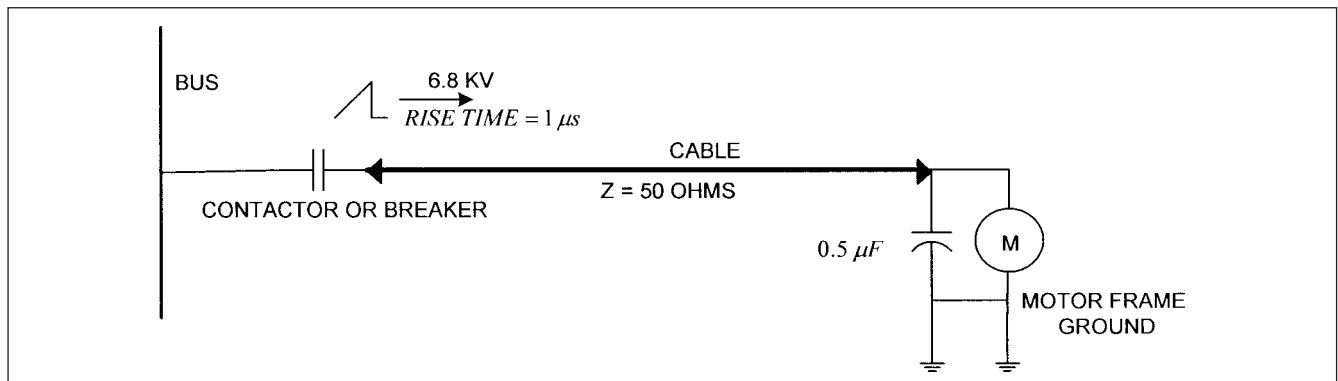 BUS
6.8 KV
RISE TIME = 1 μs
CABLE
Z = 50 OHMS
CONTACTOR OR BREAKER
0.5 μF
M
MOTOR FRAME
GROUND